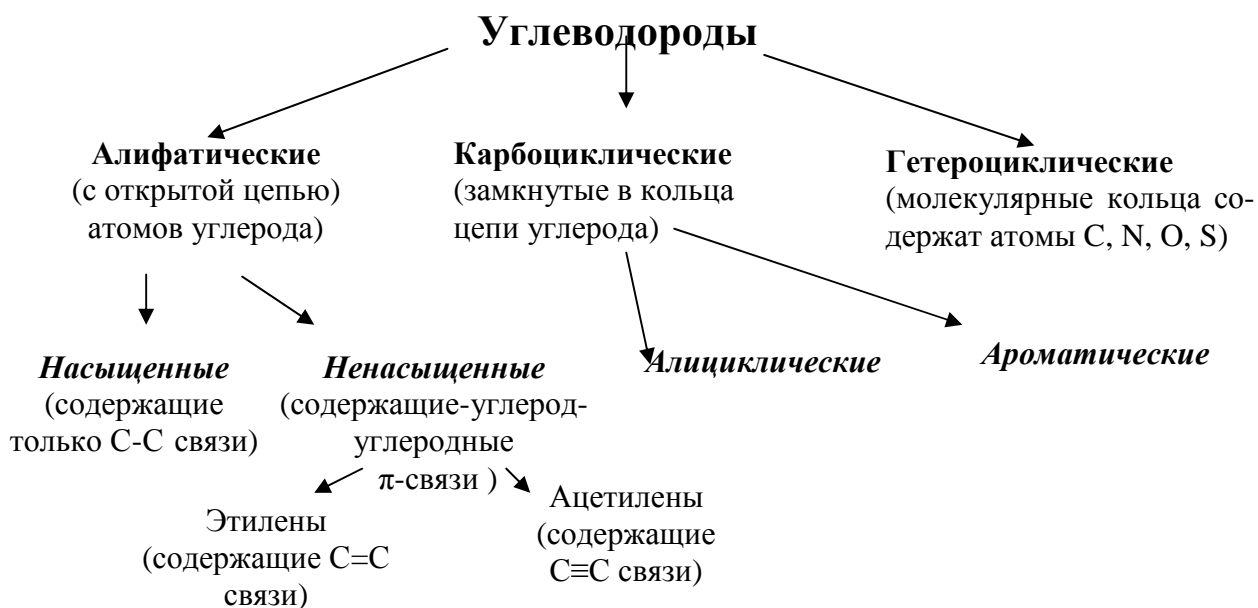 Углеводороды
Алифатические
(с открытой цепью)
атомов углерода)
Карбоциклические
(замкнутые в кольца
цепи углерода)
Гетероциклические
(молекулярные кольца со-
держат атомы C, N, O, S)
Насыщенные
(содержащие
только С-С связи)
Ненасыщенные
(содержащие-углерод-
углеродные
π-связи )
Алициклические
Ароматические
Этилены
(содержащие С=С
связи)
Ацетилены
(содержащие
С≡С связи)